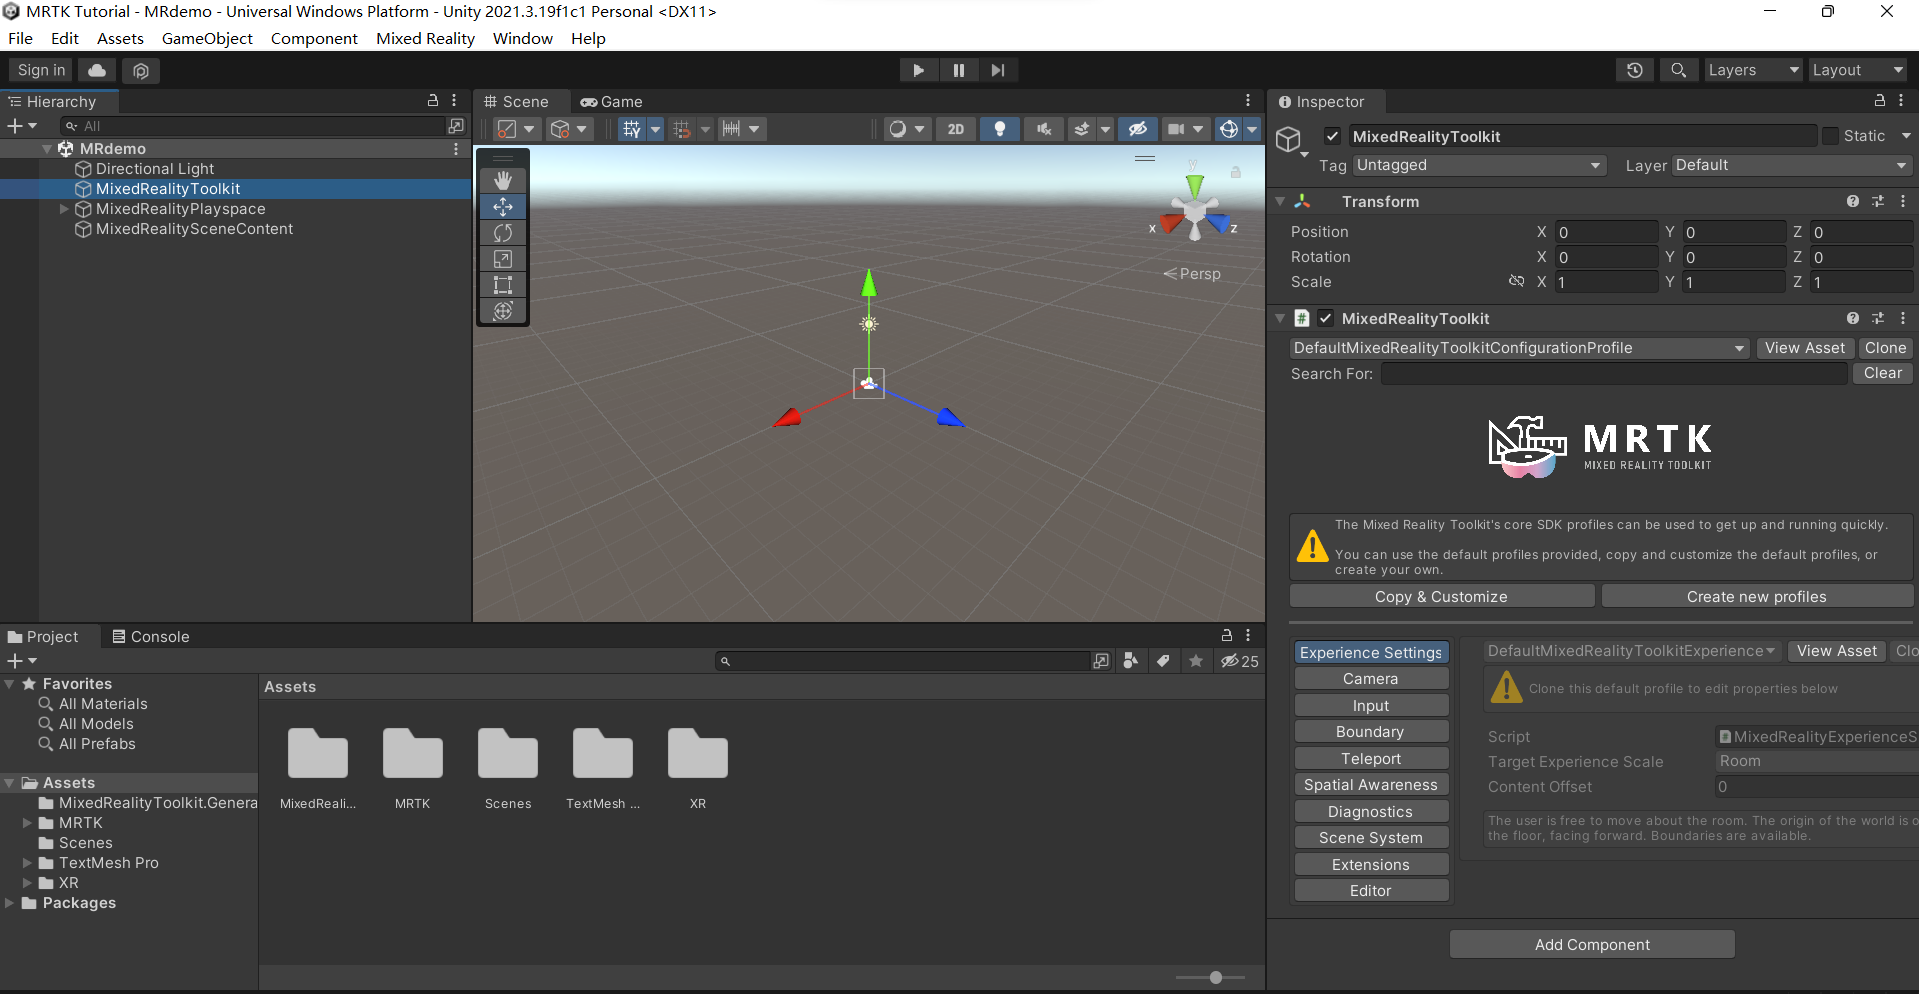 MRTK Tutorial - MRdemo - Universal Windows Platform - Unity 2021.3.19f1c1 Personal <DX11>
File Edit Assets GameObject Component Mixed Reality Window Help
Sign in
Layers Layout
Hierarchy
All
MRdemo
Directional Light
MixedRealityToolkit
MixedRealityPlayspace
MixedRealitySceneContent
Scene Game
2D
y
x
z
Persp
Inspector
MixedRealityToolkit
Static
Tag Untagged Layer Default
Transform
Position X 0 Y 0 Z 0
Rotation X 0 Y 0 Z 0
Scale X 1 Y 1 Z 1
MixedRealityToolkit
DefaultMixedRealityToolkitConfigurationProfile View Asset Clone
Search For: Clear
MRTK
MIXED REALITY TOOLKIT
The Mixed Reality Toolkit's core SDK profiles can be used to get up and running quickly.
You can use the default profiles provided, copy and customize the default profiles, or
create your own.
Copy & Customize Create new profiles
Experience Settings
Camera
Input
Boundary
Teleport
Spatial Awareness
Diagnostics
Scene System
Extensions
Editor
DefaultMixedRealityToolkitExperience View Asset Clo
Clone this default profile to edit properties below
Script MixedRealityExperienceS
Target Experience Scale Room
Content Offset 0
The user is free to move about the room. The origin of the world is o
the floor, facing forward. Boundaries are available.
Add Component
Project Console
25
Favorites
All Materials
All Models
All Prefabs
Assets
MixedRealityToolkit.Genera
MRTK
Scenes
TextMesh Pro
XR
Packages
Assets
MixedReali... MRTK Scenes TextMesh ... XR